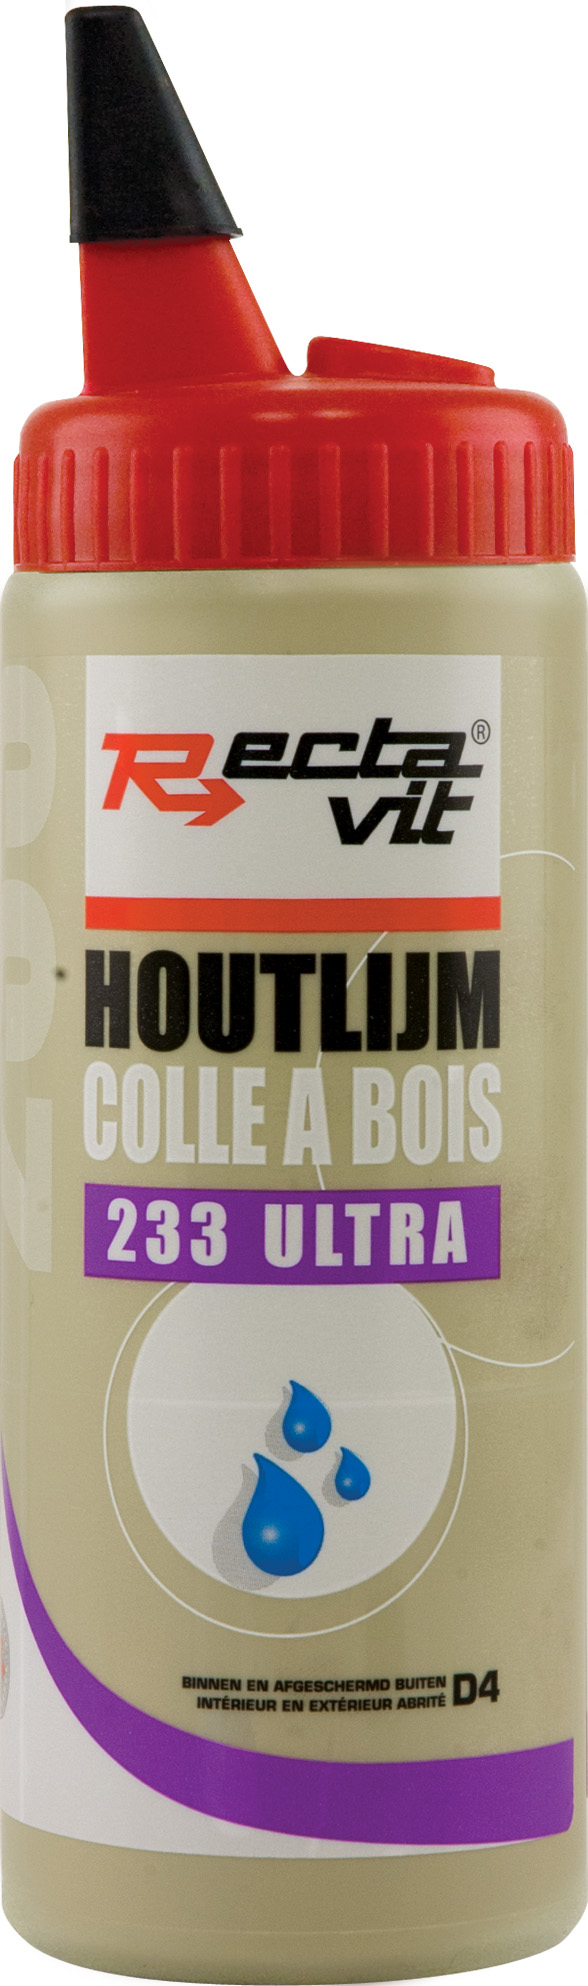 Recta®
vit
HOUTLIJM
COLLE A BOIS
233 ULTRA
BINNEN EN AFGESCHERMD BUITEN
INTÉRIEUR EN EXTÉRIEUR ABRITÉ D4